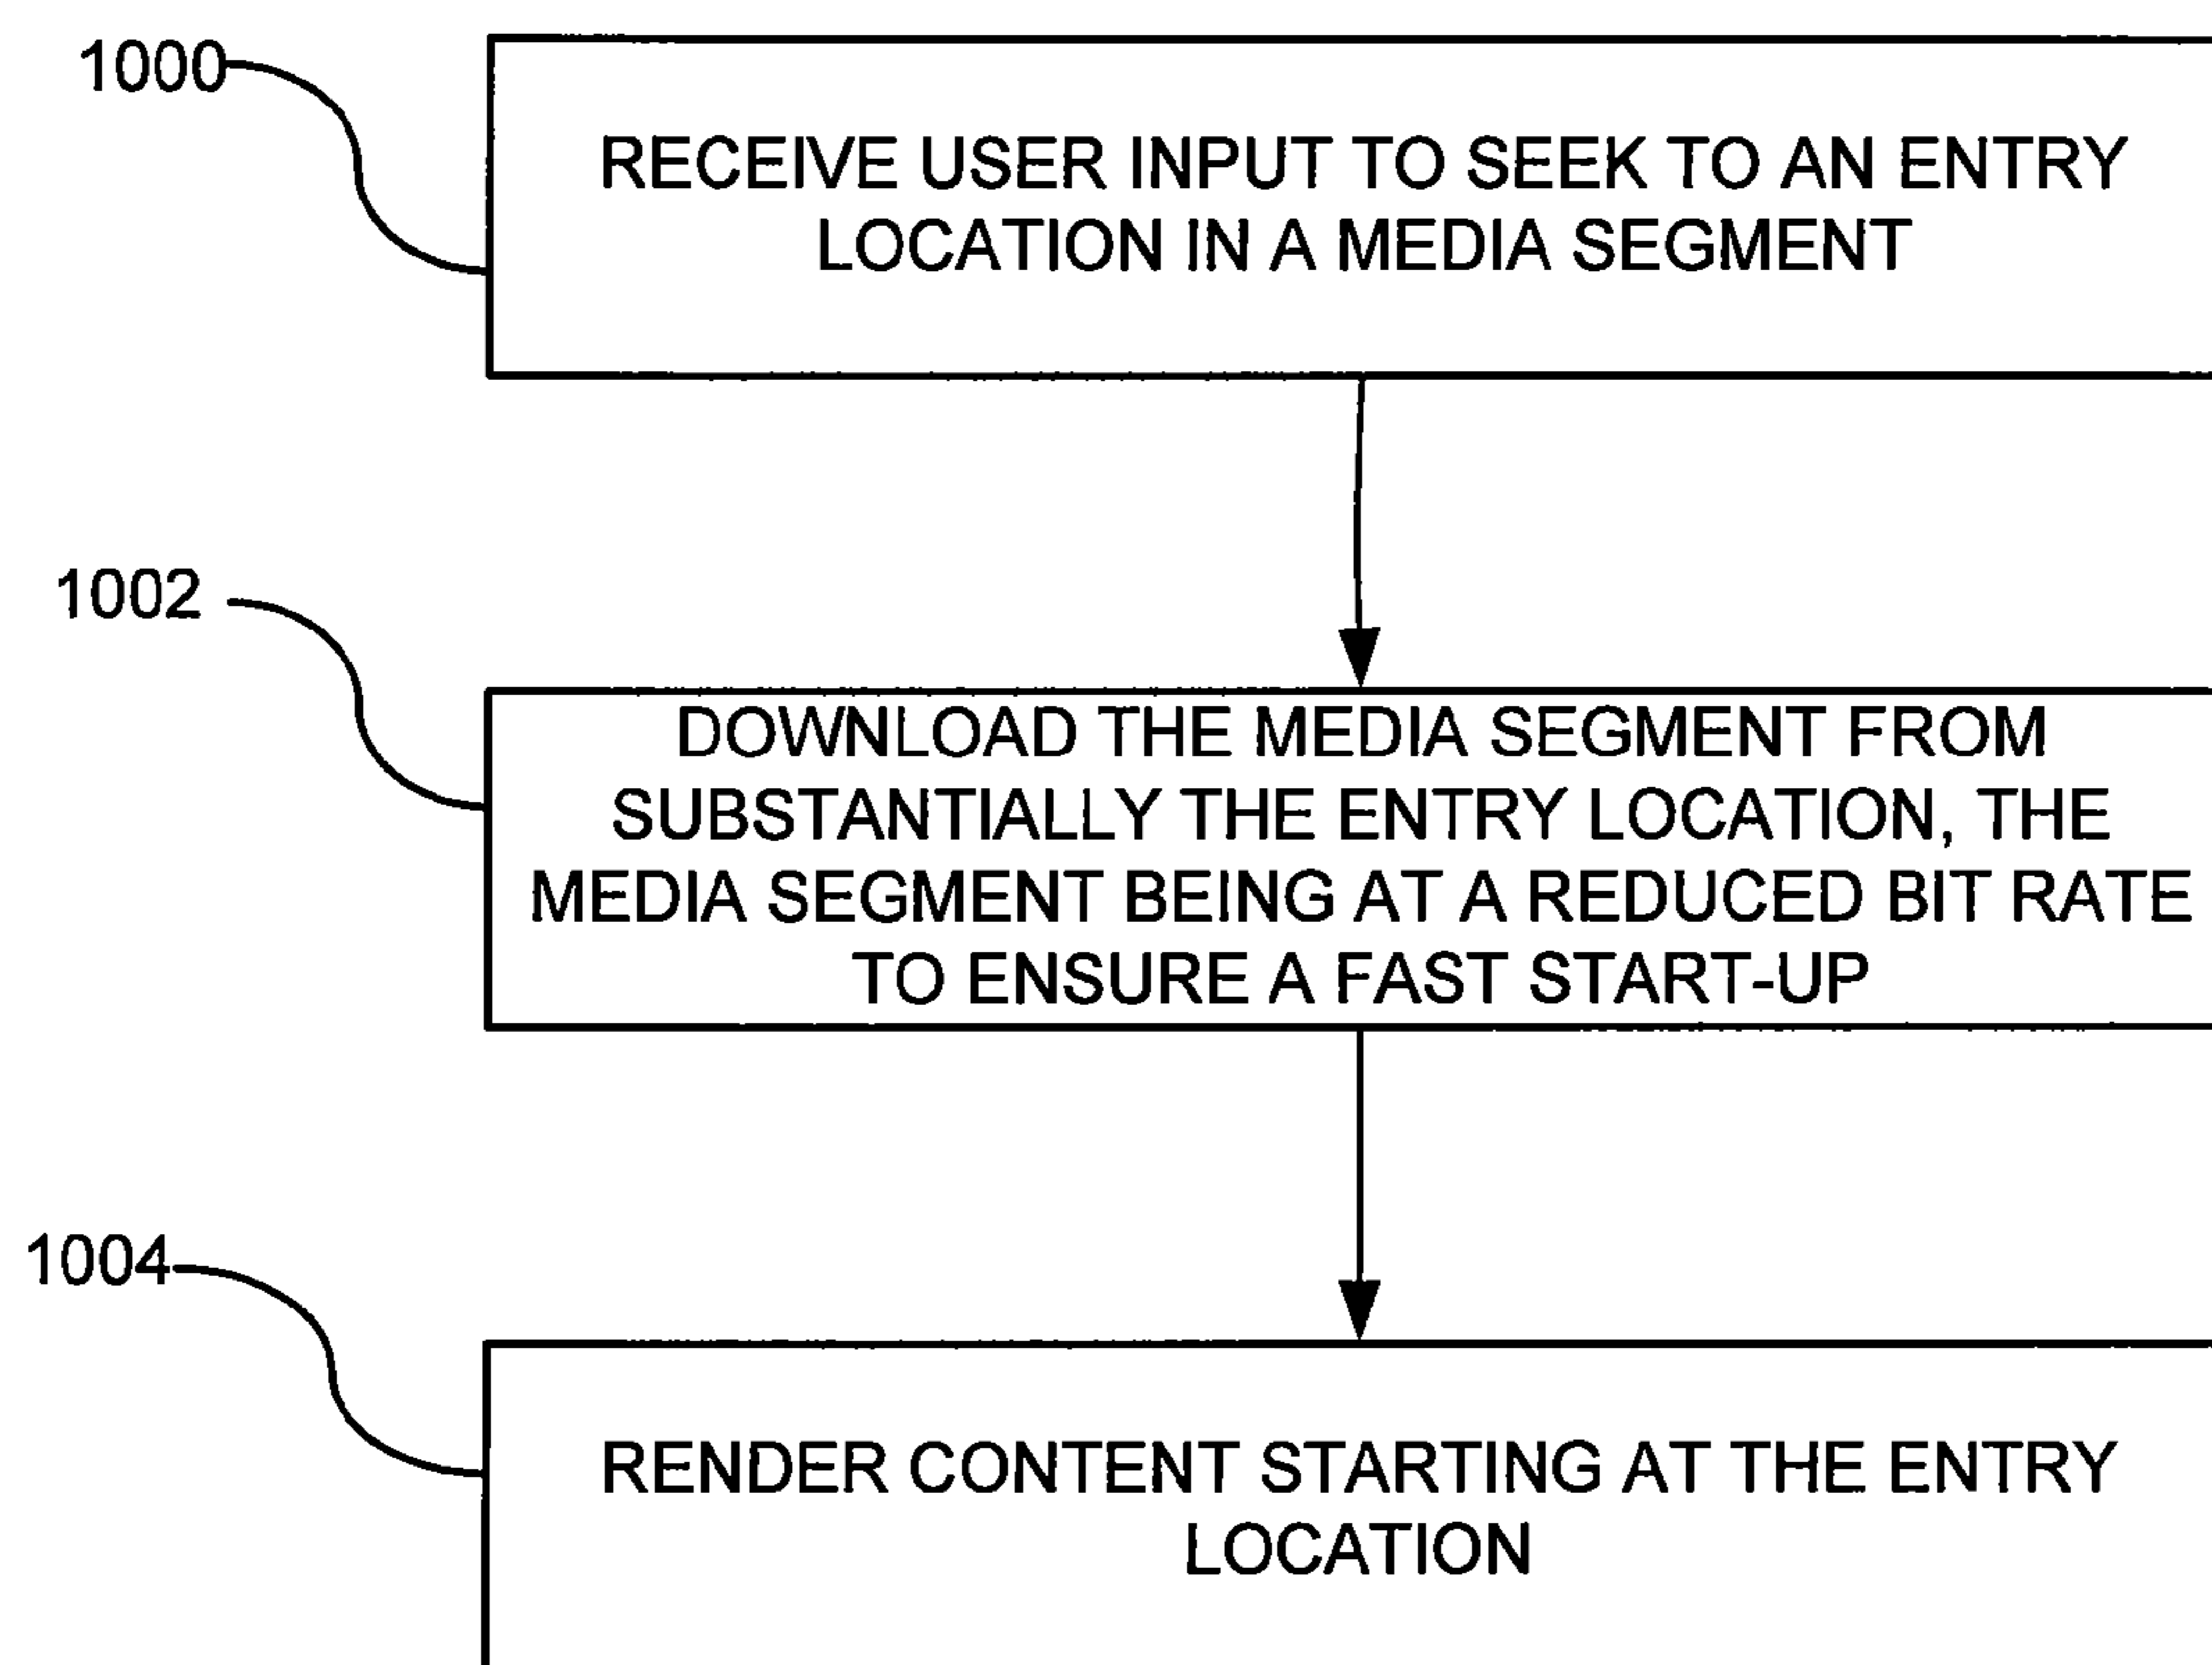 1000
RECEIVE USER INPUT TO SEEK TO AN ENTRY
LOCATION IN A MEDIA SEGMENT
1002
DOWNLOAD THE MEDIA SEGMENT FROM
SUBSTANTIALLY THE ENTRY LOCATION, THE
MEDIA SEGMENT BEING AT A REDUCED BIT RATE
TO ENSURE A FAST START-UP
1004
RENDER CONTENT STARTING AT THE ENTRY
LOCATION